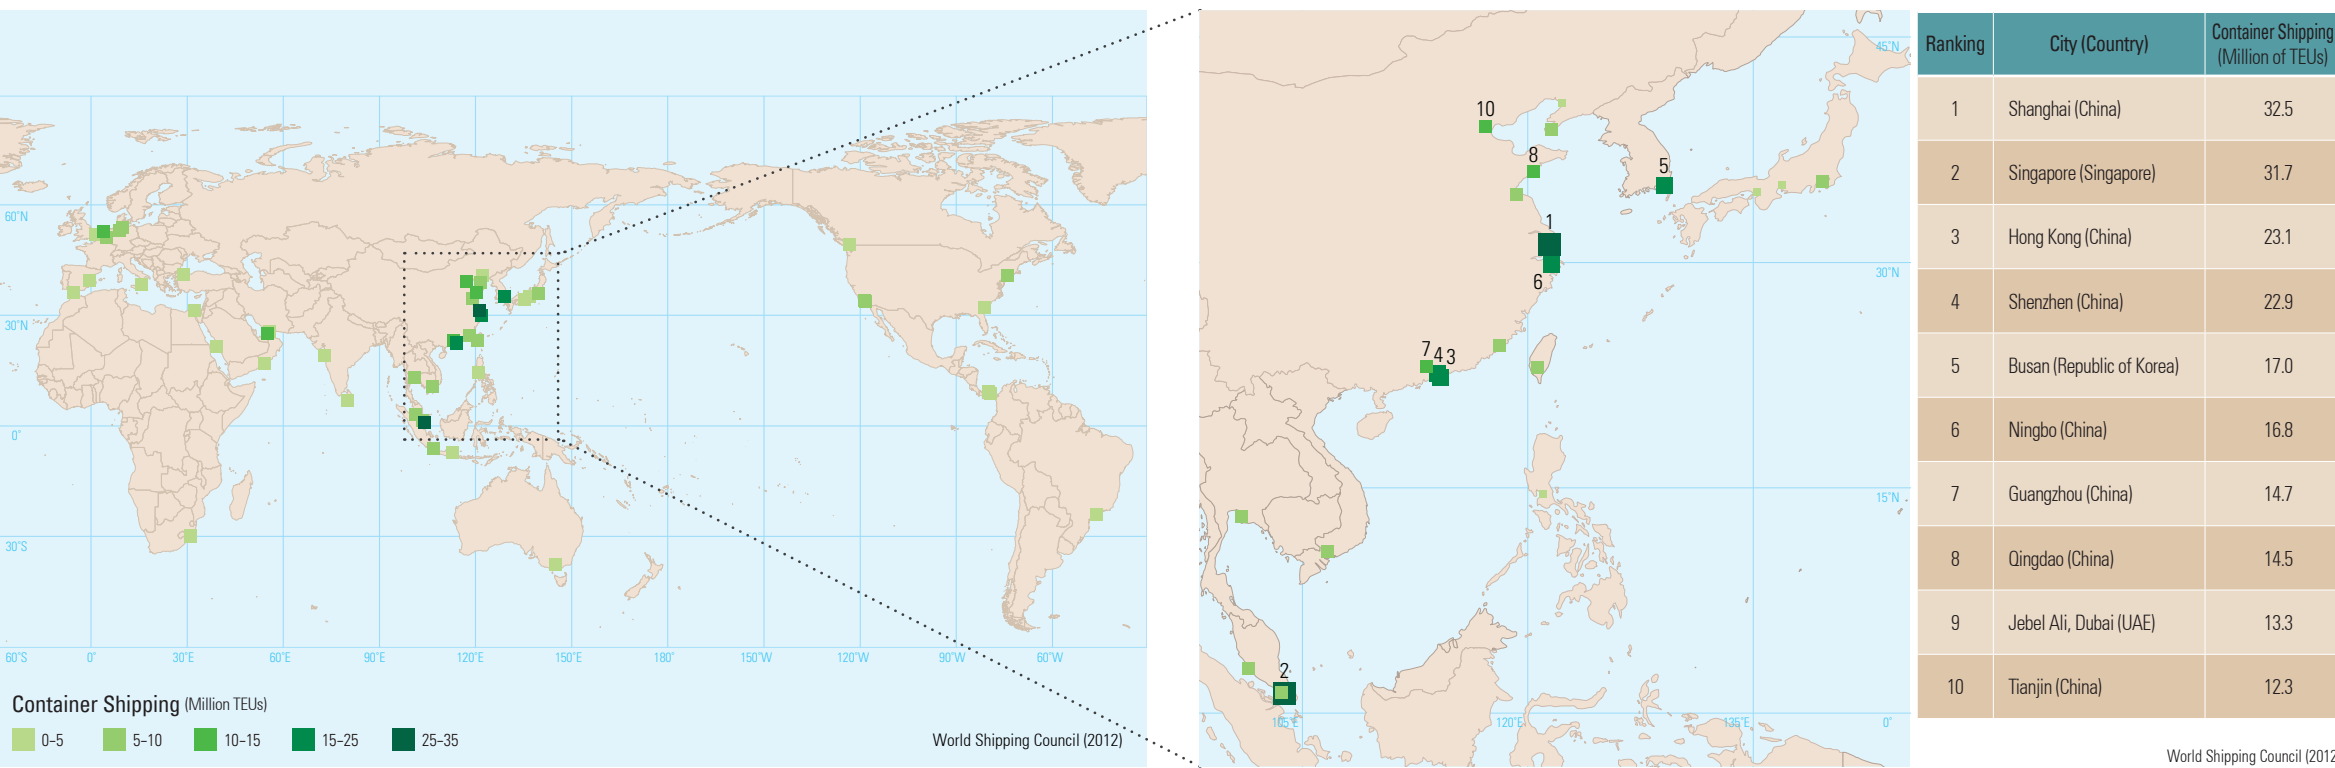 60°N
30°N
0°
30°S
60°S
0°
30°E
60°E
90°E
120°E
150°E
180°
150°W
120°W
90°W
60°W
Container Shipping (Million TEUs)
0-5
5-10
10-15
15-25
25-35
World Shipping Council (2012)
45°N
10
8
5
1
30°N
6
7 4 3
15°N
2
105°E
120°E
135°E
0°
Ranking City (Country) Container Shipping (Million of TEUs)
1 Shanghai (China) 32.5
2 Singapore (Singapore) 31.7
3 Hong Kong (China) 23.1
4 Shenzhen (China) 22.9
5 Busan (Republic of Korea) 17.0
6 Ningbo (China) 16.8
7 Guangzhou (China) 14.7
8 Qingdao (China) 14.5
9 Jebel Ali, Dubai (UAE) 13.3
10 Tianjin (China) 12.3
World Shipping Council (2012